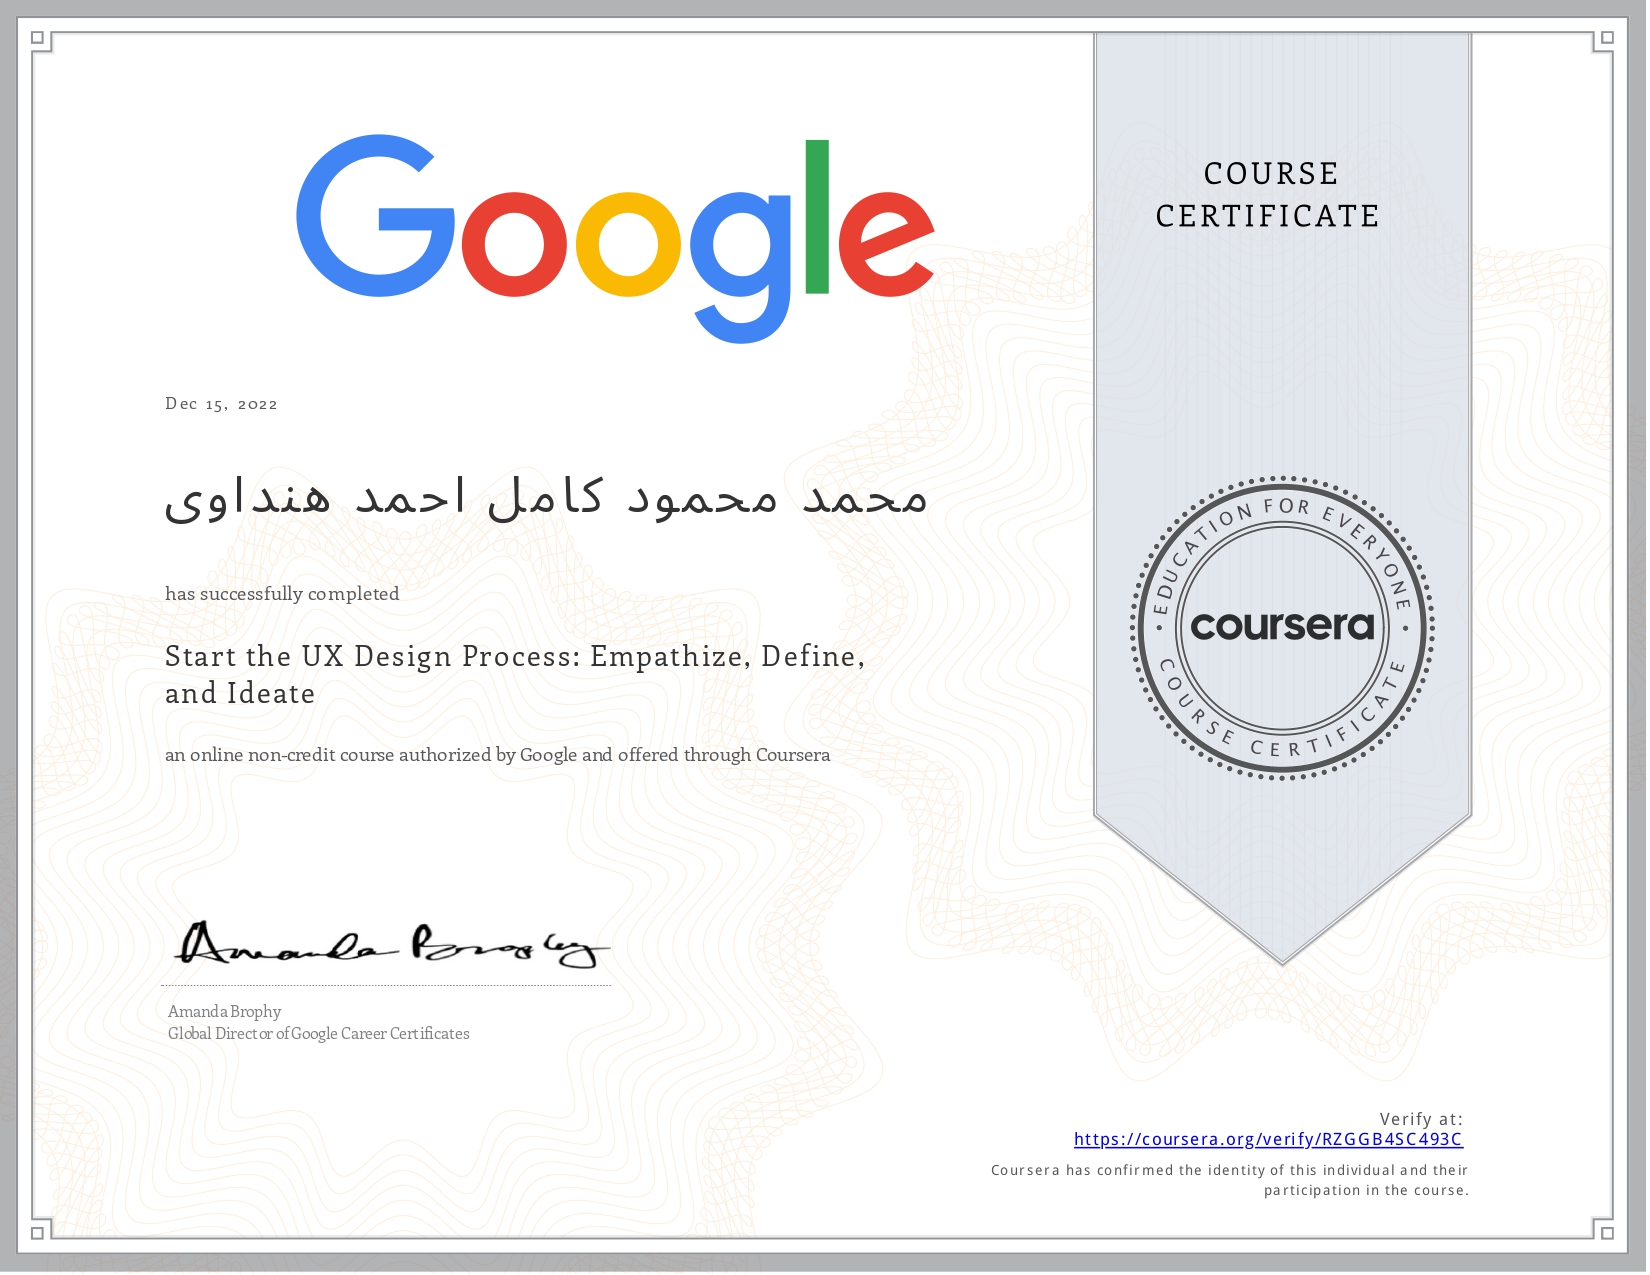 Google
COURSE
CERTIFICATE
Dec 15, 2022
محمد محمود كامل احمد هنداوى
has successfully completed
Start the UX Design Process: Empathize, Define,
and Ideate
an online non-credit course authorized by Google and offered through Coursera
EDUCATION FOR EVERYONE
coursera
COURSE CERTIFICATE
Amanda Brophy
Amanda Brophy
Global Director of Google Career Certificates
Verify at:
https://coursera.org/verify/RZGGB4SC493C
Coursera has confirmed the identity of this individual and their
participation in the course.